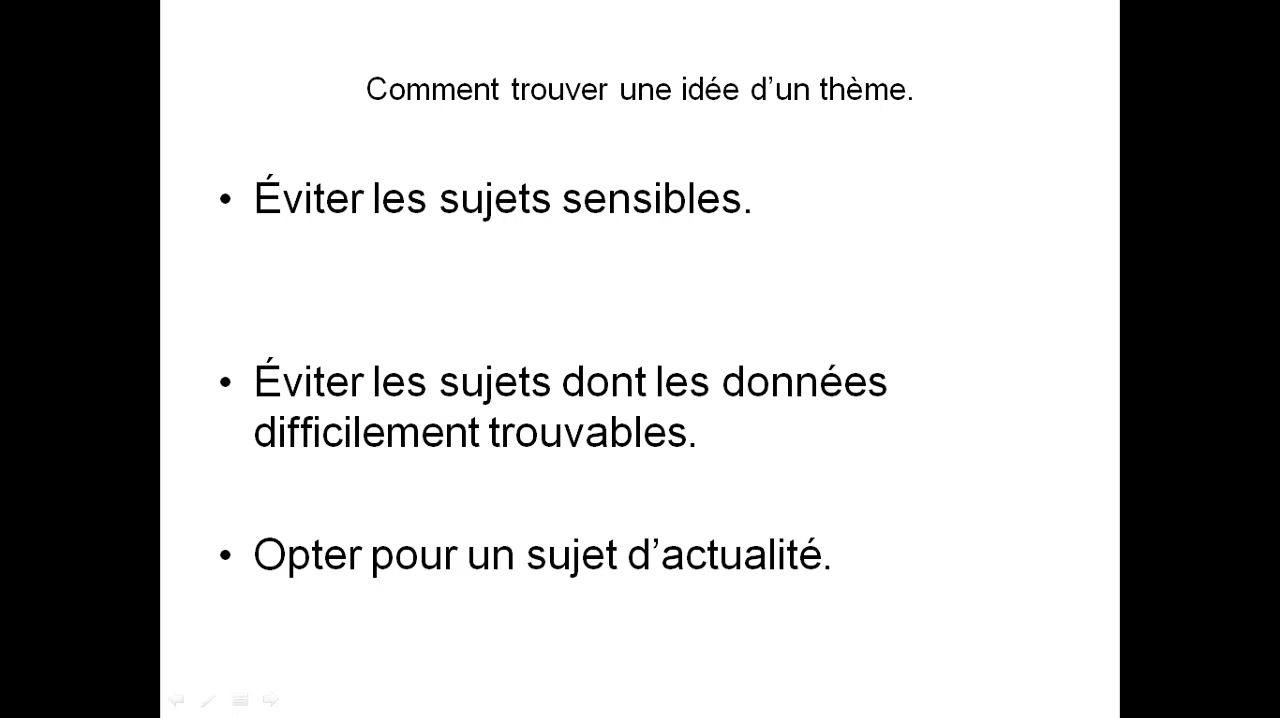 Comment trouver une idée d’un thème.
• Éviter les sujets sensibles.
• Éviter les sujets dont les données
difficilement trouvables.
• Opter pour un sujet d’actualité.